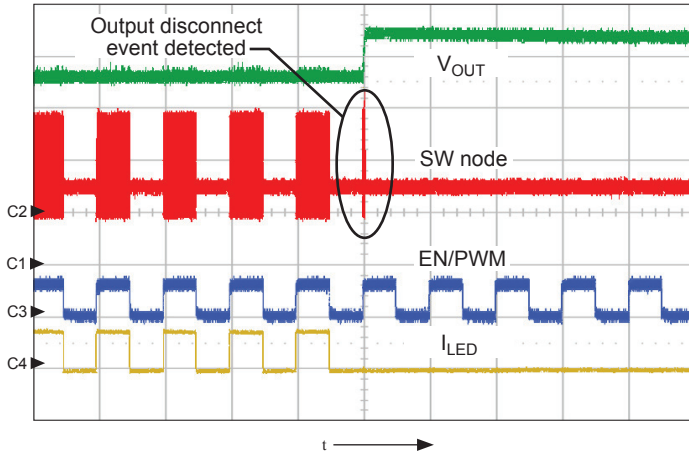 Output disconnect
event detected
VOUT
SW node
C2
C1
EN/PWM
C3
ILED
C4
t